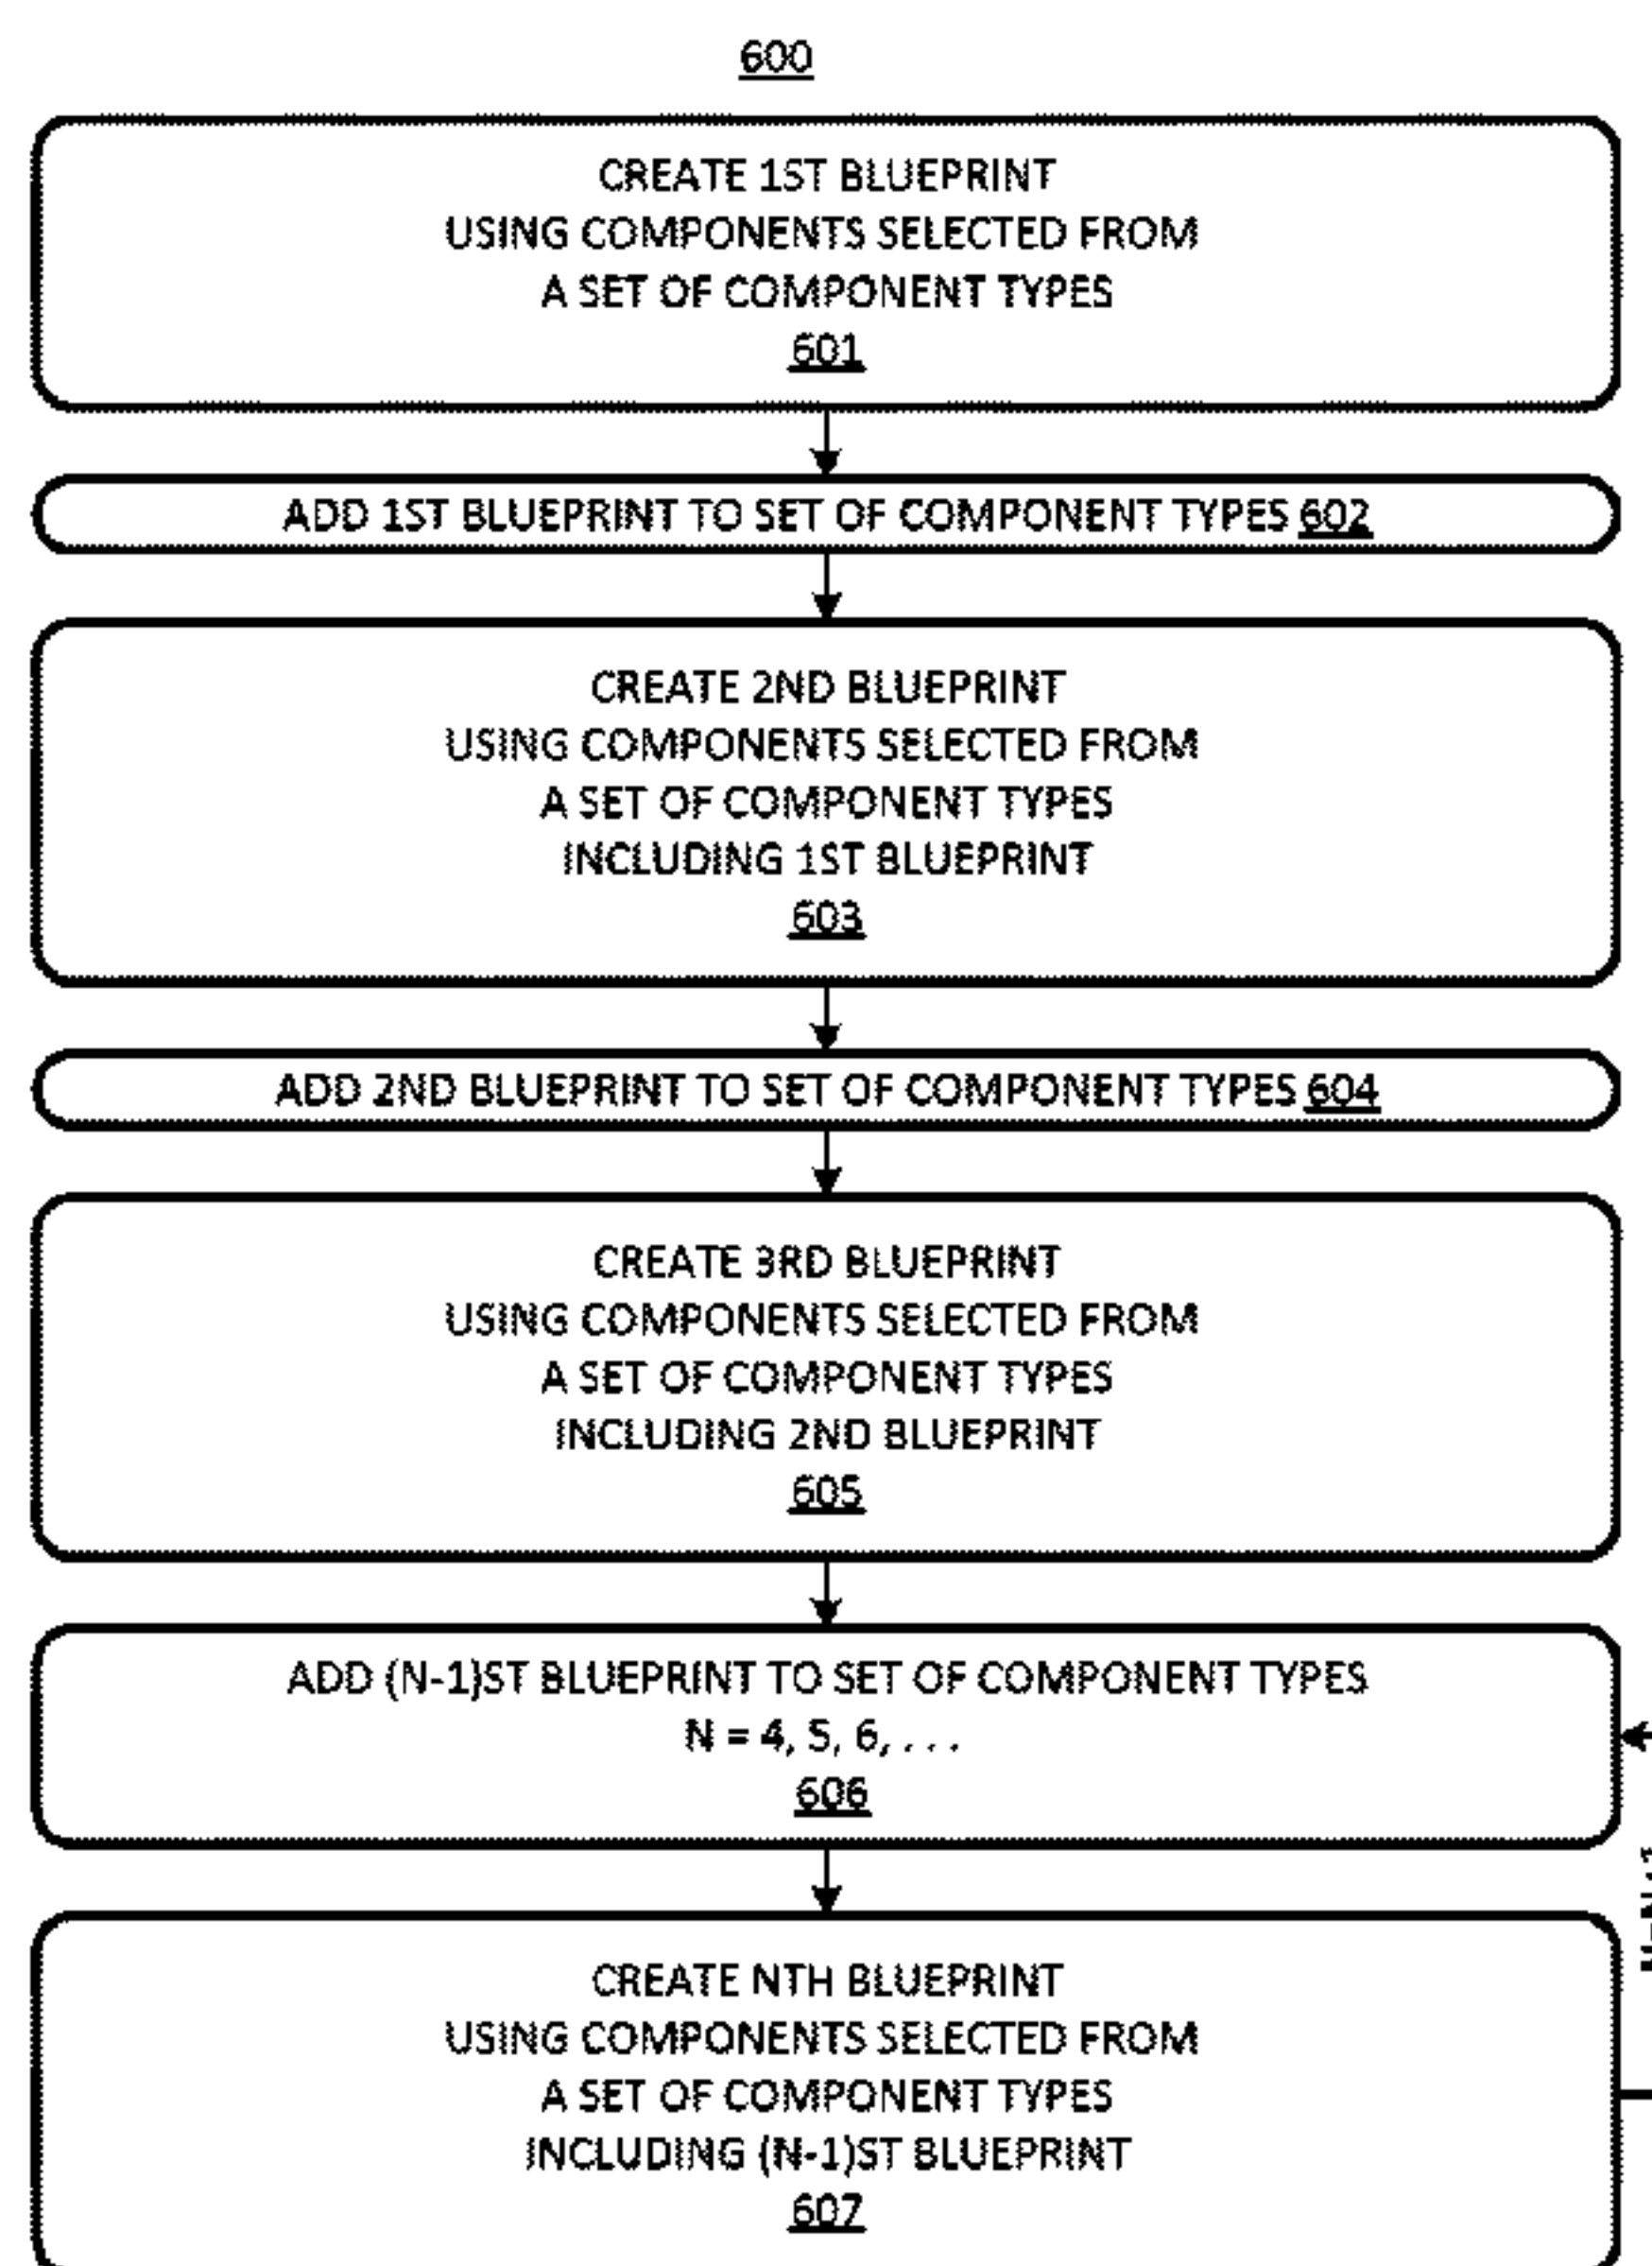 600
CREATE 1ST BLUEPRINT
USING COMPONENTS SELECTED FROM
A SET OF COMPONENT TYPES
601
ADD 1ST BLUEPRINT TO SET OF COMPONENT TYPES 602
CREATE 2ND BLUEPRINT
USING COMPONENTS SELECTED FROM
A SET OF COMPONENT TYPES
INCLUDING 1ST BLUEPRINT
603
ADD 2ND BLUEPRINT TO SET OF COMPONENT TYPES 604
CREATE 3RD BLUEPRINT
USING COMPONENTS SELECTED FROM
A SET OF COMPONENT TYPES
INCLUDING 2ND BLUEPRINT
605
ADD (N-1)ST BLUEPRINT TO SET OF COMPONENT TYPES
N = 4, 5, 6, . . .
606
CREATE NTH BLUEPRINT
USING COMPONENTS SELECTED FROM
A SET OF COMPONENT TYPES
INCLUDING (N-1)ST BLUEPRINT
607